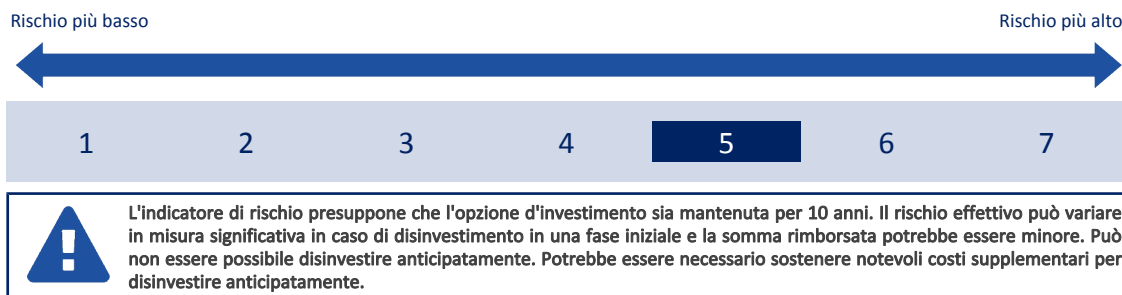 Rischio più basso Rischio più alto
1 2 3 4 5 6 7
L'indicatore di rischio presuppone che l'opzione d'investimento sia mantenuta per 10 anni. Il rischio effettivo può variare
in misura significativa in caso di disinvestimento in una fase iniziale e la somma rimborsata potrebbe essere minore. Può
non essere possibile disinvestire anticipatamente. Potrebbe essere necessario sostenere notevoli costi supplementari per
disinvestire anticipatamente.